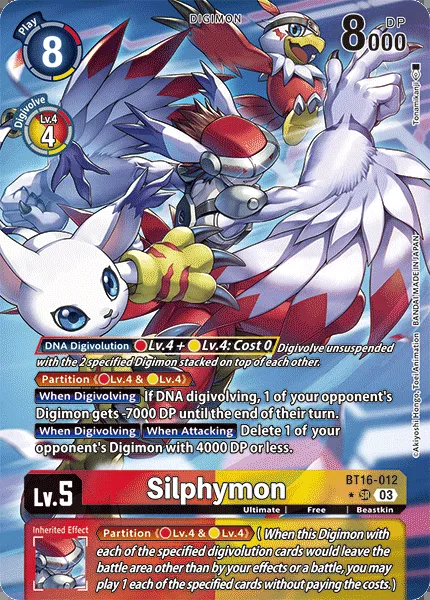 Play
8
DIGIMON
8000
DP
Digivolve
Lv.4
4
Tonamikanji
©Akiyoshi Hongo, Toei Animation BANDAI MADE IN JAPAN
DNA Digivolution Lv.4 + Lv.4: Cost 0 Digivolve unsuspended
with the 2 specified Digimon stacked on top of each other.
Partition 《Lv.4 & Lv.4》
When Digivolving If DNA digivolving, 1 of your opponent's
Digimon gets -7000 DP until the end of their turn.
When Digivolving When Attacking Delete 1 of your
opponent's Digimon with 4000 DP or less.
Lv.5
Silphymon
BT16-012
SR 03
Ultimate | Free | Beastkin
Inherited Effect
Partition 《Lv.4 & Lv.4》 (When this Digimon with
each of the specified digivolution cards would leave the
battle area other than by your effects or a battle, you may
play 1 each of the specified cards without paying the costs.)